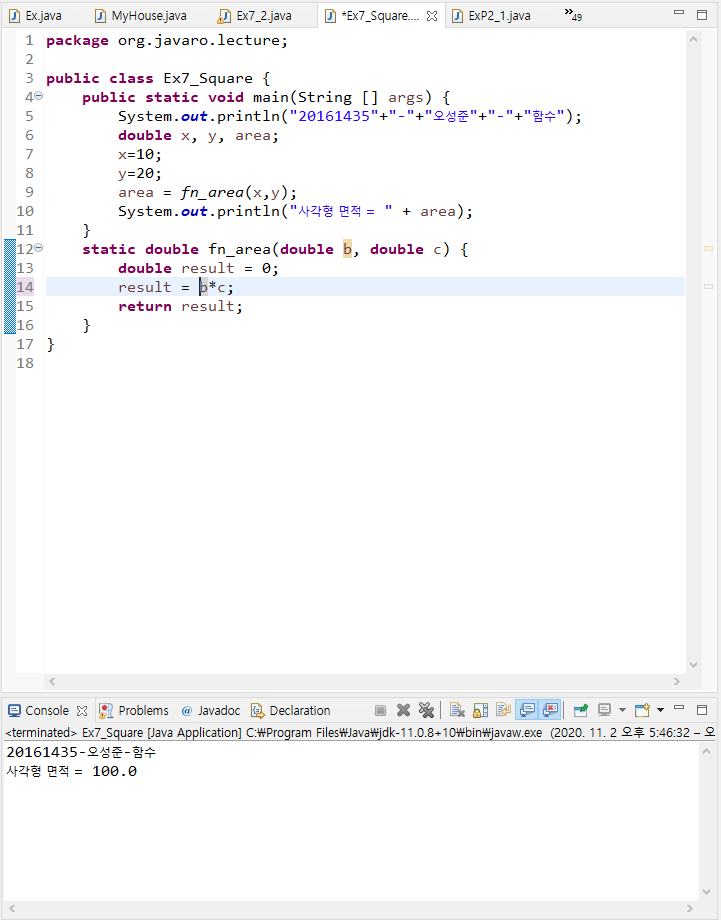 Ex.java MyHouse.java Ex7_2.java *Ex7_Square.... ExP2_1.java »49
1 package org.javaro.lecture;
2
3 public class Ex7_Square {
4 public static void main(String [] args) {
5 System.out.println("20161435"+"-"+"오성준"+"-"+"함수");
6 double x, y, area;
7 x=10;
8 y=20;
9 area = fn_area(x,y);
10 System.out.println("사각형 면적 = " + area);
11 }
12 static double fn_area(double b, double c) {
13 double result = 0;
14 result = b*c;
15 return result;
16 }
17 }
18
Console Problems @ Javadoc Declaration
<terminated> Ex7_Square [Java Application] C:₩Program Files₩Java₩jdk-11.0.8+10₩bin₩javaw.exe (2020. 11. 2 오후 5:46:32 – 오
20161435-오성준-함수
사각형 면적 = 100.0